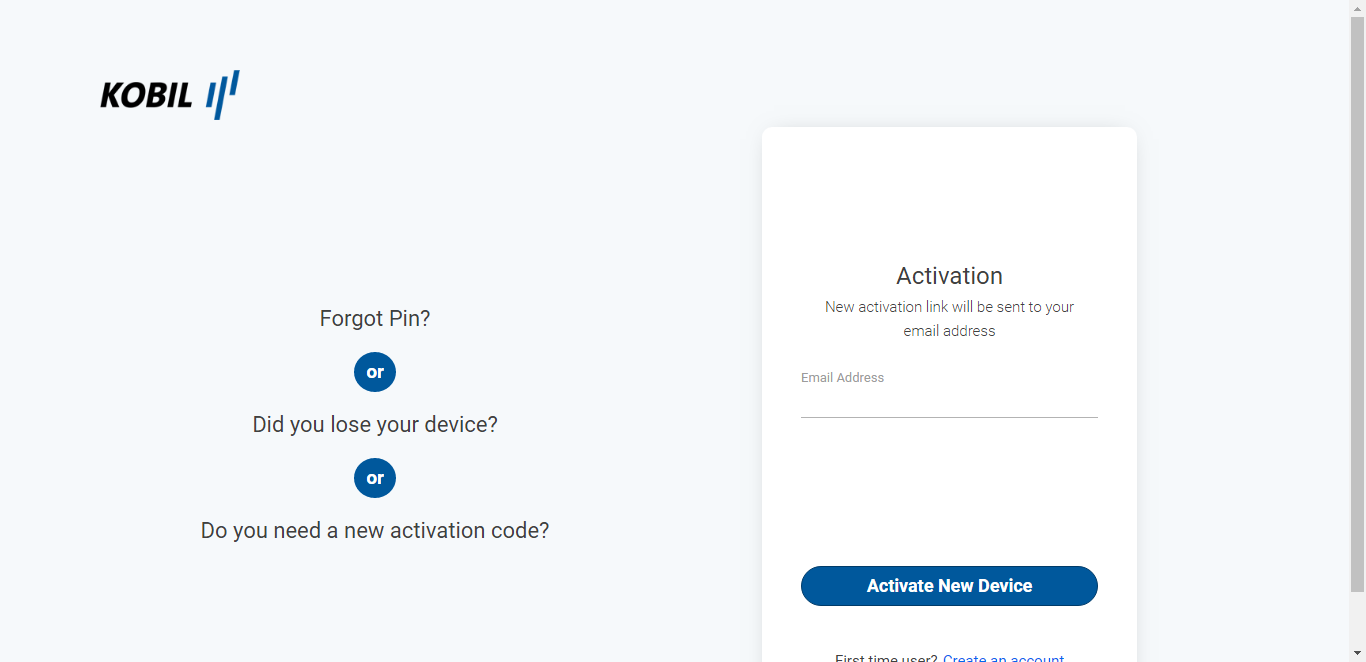 KOBIL
Forgot Pin?
or
Did you lose your device?
or
Do you need a new activation code?
Activation
New activation link will be sent to your
email address
Email Address
Activate New Device
First time user? Create an account